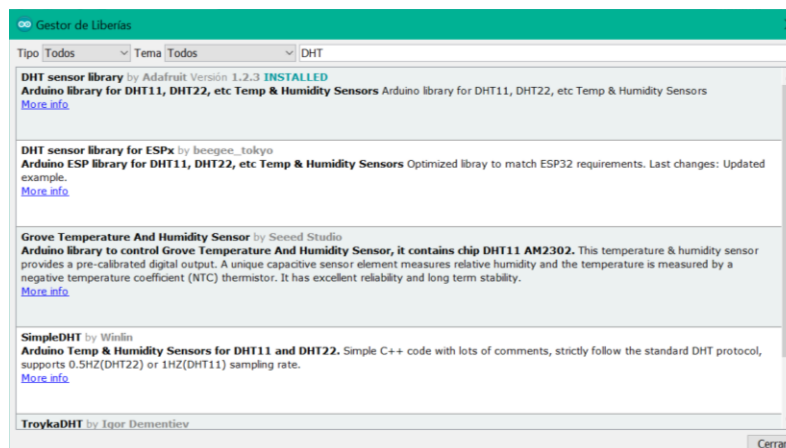 Gestor de Liberías
Tipo Todos Tema Todos DHT
DHT sensor library by Adafruit Versión 1.2.3 INSTALLED
Arduino library for DHT11, DHT22, etc Temp & Humidity Sensors Arduino library for DHT11, DHT22, etc Temp & Humidity Sensors
More info
DHT sensor library for ESPx by beegee_tokyo
Arduino ESP library for DHT11, DHT22, etc Temp & Humidity Sensors Optimized libray to match ESP32 requirements. Last changes: Updated
example.
More info
Grove Temperature And Humidity Sensor by Seeed Studio
Arduino library to control Grove Temperature And Humidity Sensor, it contains chip DHT11 AM2302. This temperature & humidity sensor
provides a pre-calibrated digital output. A unique capacitive sensor element measures relative humidity and the temperature is measured by a
negative temperature coefficient (NTC) thermistor. It has excellent reliability and long term stability.
More info
SimpleDHT by Winlin
Arduino Temp & Humidity Sensors for DHT11 and DHT22. Simple C++ code with lots of comments, strictly follow the standard DHT protocol,
supports 0.5HZ(DHT22) or 1HZ(DHT11) sampling rate.
More info
TroykaDHT by Igor Dementiev
Cerrar